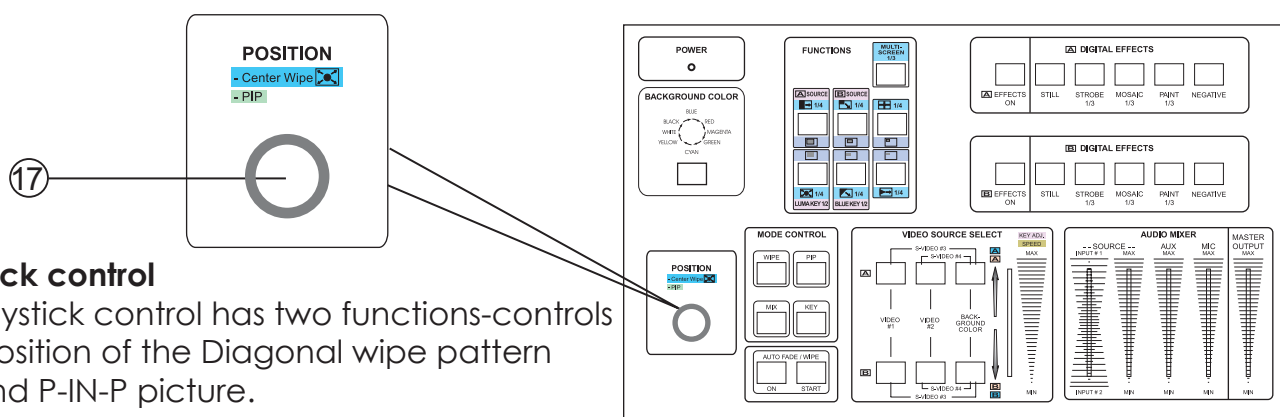 POSITION
- Center Wipe
- PIP
17
ck control
ystick control has two functions-controls
osition of the Diagonal wipe pattern
nd P-IN-P picture.
POWER
BACKGROUND COLOR
BLUE
BLACK RED
WHITE MAGENTA
YELLOW GREEN
CYAN
FUNCTIONS
MULTI-
SCREEN
1/3
A SOURCE B SOURCE
1/4 1/4 1/4
1/4 1/4 1/4
LUMA KEY 1/2 BLUE KEY 1/2
A DIGITAL EFFECTS
A EFFECTS STILL STROBE MOSAIC PAINT NEGATIVE
ON 1/3 1/3 1/3
B DIGITAL EFFECTS
B EFFECTS STILL STROBE MOSAIC PAINT NEGATIVE
ON 1/3 1/3 1/3
POSITION
- Center Wipe
- PIP
MODE CONTROL
WIPE PIP
MIX KEY
AUTO FADE / WIPE
ON START
VIDEO SOURCE SELECT
KEY ADJ.
SPEED
MAX
S-VIDEO #3
S-VIDEO #4
A
A
A
VIDEO VIDEO BACK-
#1 #2 GROUND
COLOR
B
S-VIDEO #4
S-VIDEO #3
B
B
MIN
AUDIO MIXER
-- SOURCE -- AUX MIC MASTER
OUTPUT
INPUT # 1 MAX MAX MAX
INPUT # 2 MIN MIN MIN